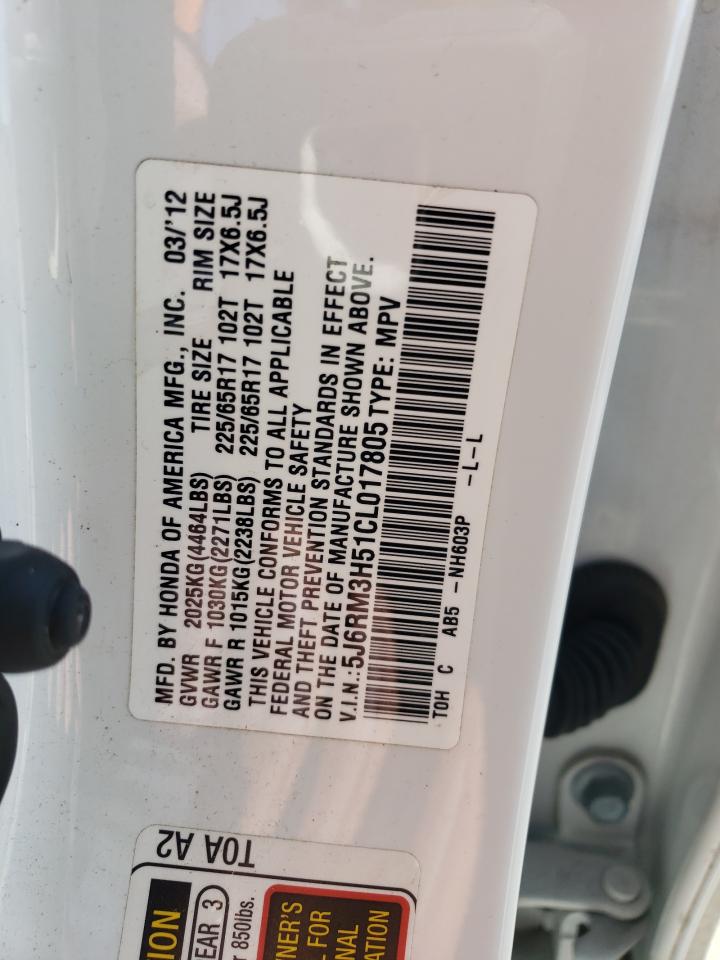 MFD. BY HONDA OF AMERICA MFG., INC. 03/'12
GVWR 2025KG(4464LBS) TIRE SIZE RIM SIZE
GAWR F 1030KG(2271LBS) 225/65R17 102T 17X6.5J
GAWR R 1015KG(2238LBS) 225/65R17 102T 17X6.5J
THIS VEHICLE CONFORMS TO ALL APPLICABLE
FEDERAL MOTOR VEHICLE SAFETY
AND THEFT PREVENTION STANDARDS IN EFFECT
ON THE DATE OF MANUFACTURE SHOWN ABOVE.
V.I.N.:5J6RM3H51CL017805 TYPE: MPV
TOH C AB5 -NH603P -L-L
T0A A2
EAR 3
850lbs.